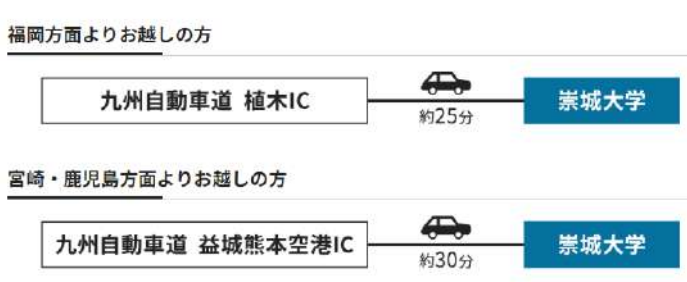 福岡方面よりお越しの方
九州自動車道 植木IC
約25分
崇城大学
宮崎・鹿児島方面よりお越しの方
九州自動車道 益城熊本空港IC
約30分
崇城大学